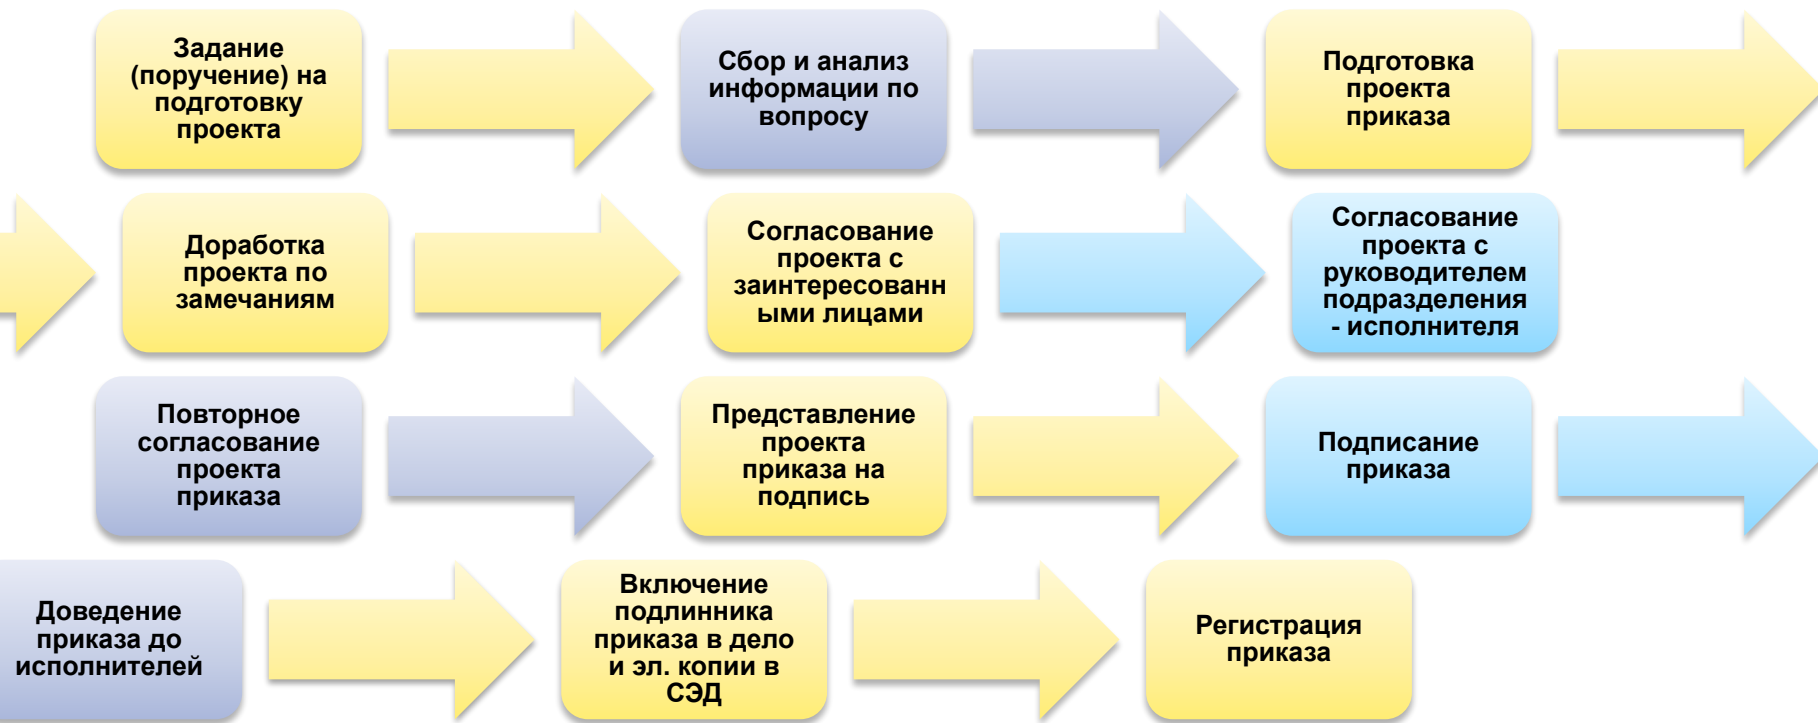 Задание
(поручение) на
подготовку
проекта
Сбор и анализ
информации по
вопросу
Подготовка
проекта
приказа
Доработка
проекта по
замечаниям
Согласование
проекта с
заинтересованн
ыми лицами
Согласование
проекта с
руководителем
подразделения
- исполнителя
Повторное
согласование
проекта
приказа
Представление
проекта
приказа на
подпись
Подписание
приказа
Доведение
приказа до
исполнителей
Включение
подлинника
приказа в дело
и эл. копии в
СЭД
Регистрация
приказа